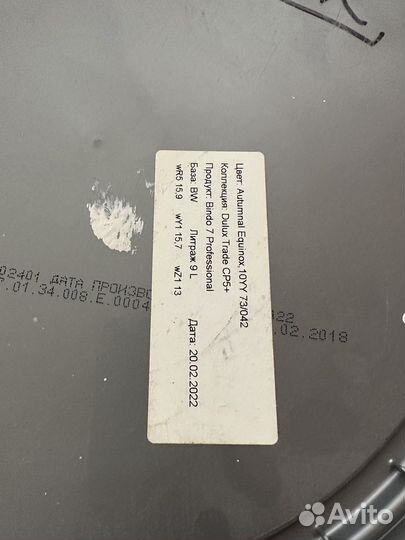 Цвет: Autumnal Equinox,10YY 73/042
Коллекция: Dulux Trade CP5+
Продукт: Bindo 7 Professional
База: BW Литраж 9 L Дата: 20.02.2022
wR5 15.9 wY1 15,7 wZ1 13
02401 ДАТА ПРОИЗВО
.01.34.008.Е.0004
.02.2018
Avito